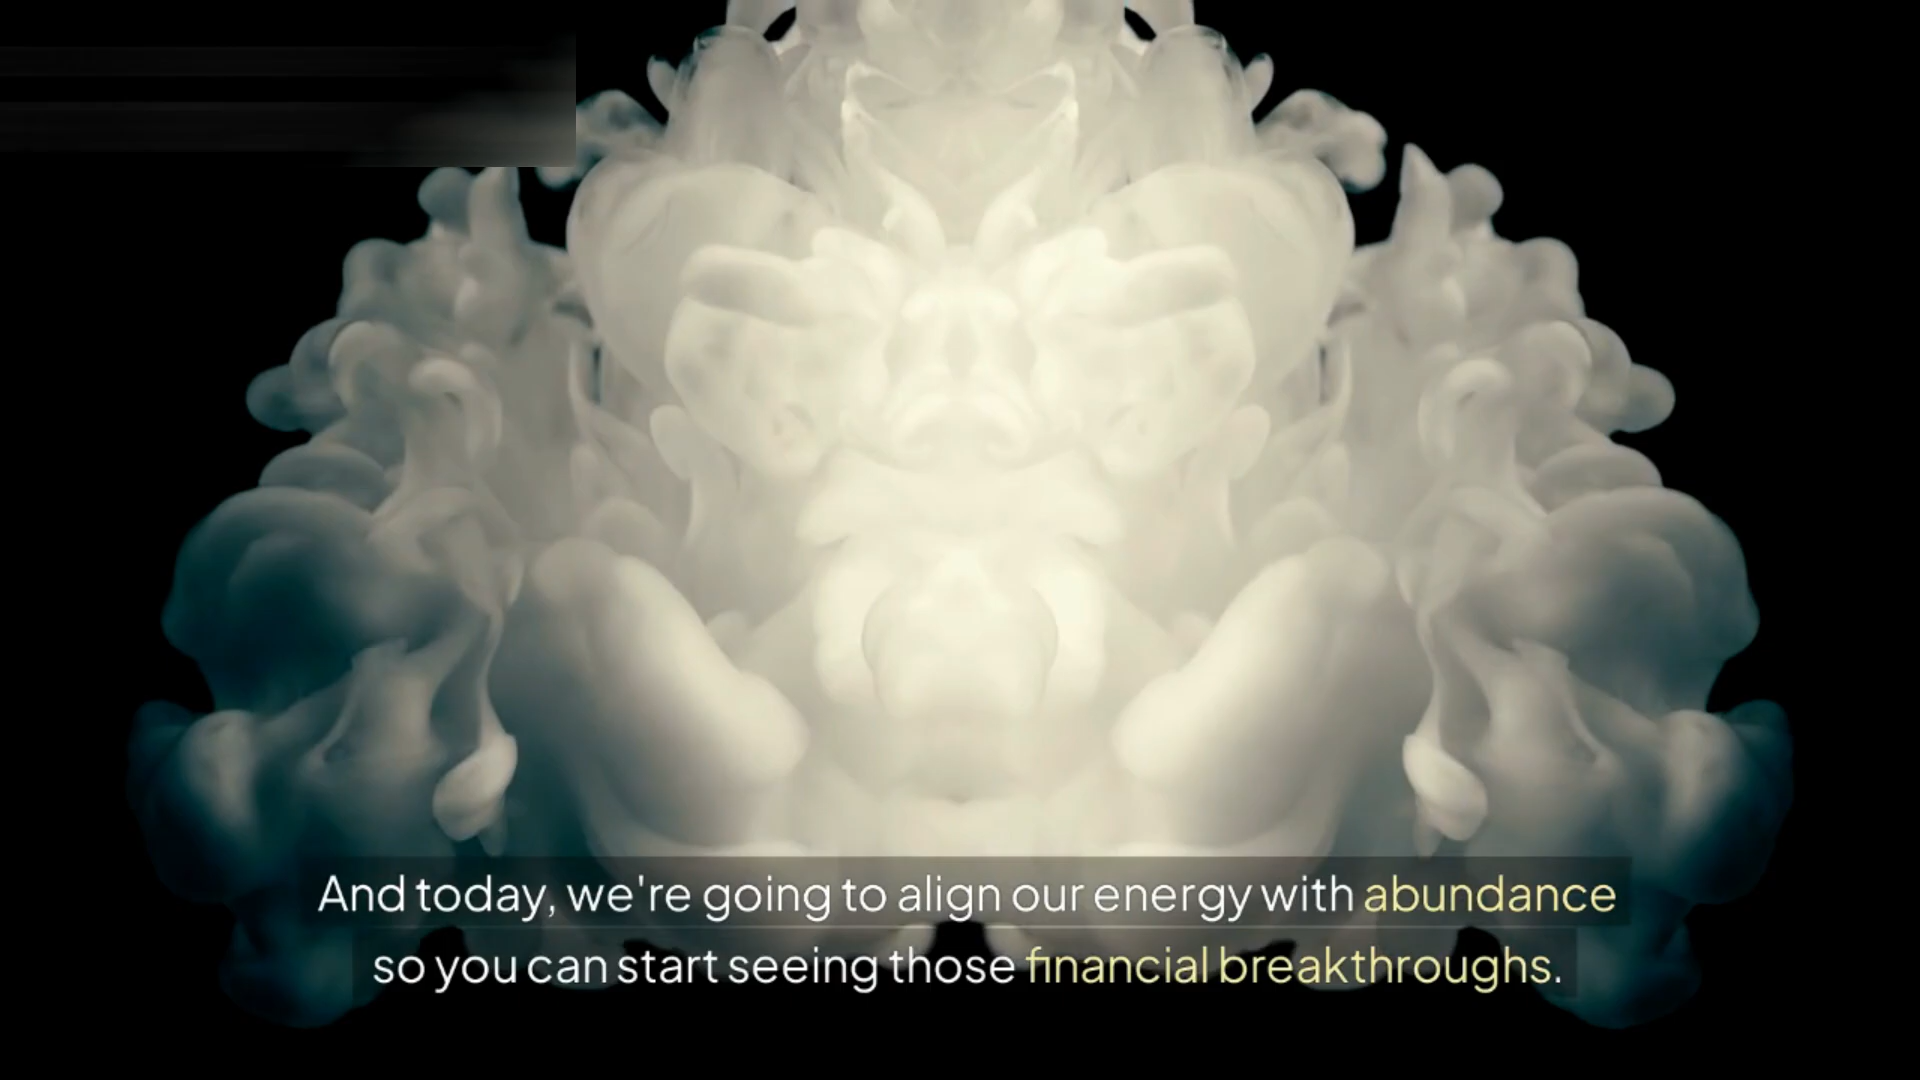 And today, we're going to align our energy with abundance
so you can start seeing those financial breakthroughs.